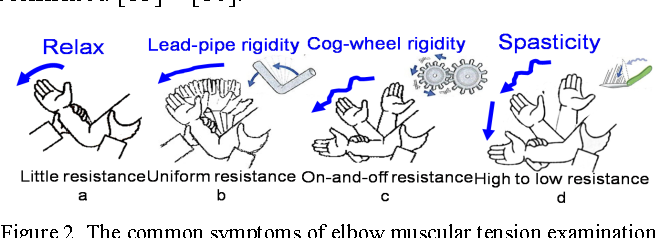 Relax
Lead-pipe rigidity
Cog-wheel rigidity
Spasticity
Little resistance
Uniform resistance
On-and-off resistance
High to low resistance
a
b
c
d
Figure 2. The common symptoms of elbow muscular tension examination